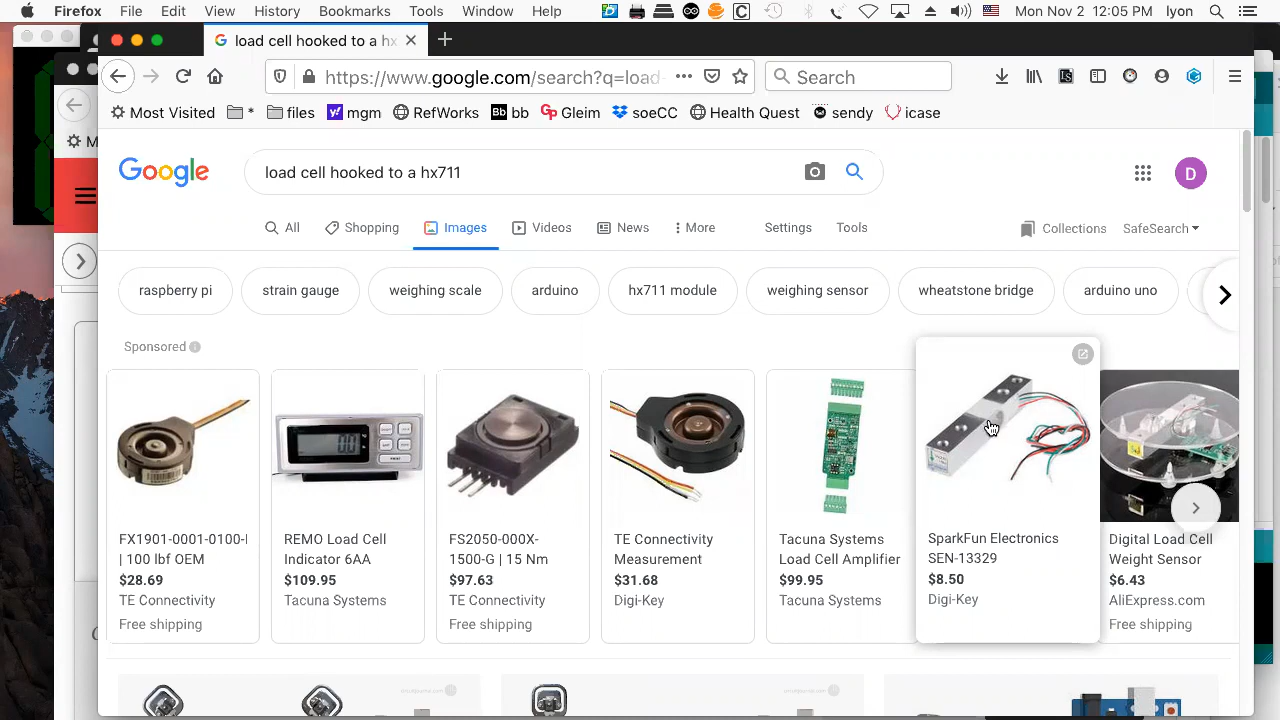 Firefox File Edit View History Bookmarks Tools Window Help Mon Nov 2 12:05 PM lyon
load cell hooked to a hx
https://www.google.com/search?q=load- Search
Most Visited * files mgm RefWorks Bb bb Gp Gleim soeCC Health Quest sendy icase
Google load cell hooked to a hx711 D
All Shopping Images Videos News More Settings Tools Collections SafeSearch
raspberry pi strain gauge weighing scale arduino hx711 module weighing sensor wheatstone bridge arduino uno
Sponsored
FX1901-0001-0100-
| 100 lbf OEM
$28.69
TE Connectivity
Free shipping
REMO Load Cell
Indicator 6AA
$109.95
Tacuna Systems
FS2050-000X-
1500-G | 15 Nm
$97.63
TE Connectivity
Free shipping
TE Connectivity
Measurement
$31.68
Digi-Key
Tacuna Systems
Load Cell Amplifier
$99.95
Tacuna Systems
SparkFun Electronics
SEN-13329
$8.50
Digi-Key
Digital Load Cell
Weight Sensor
$6.43
AliExpress.com
Free shipping